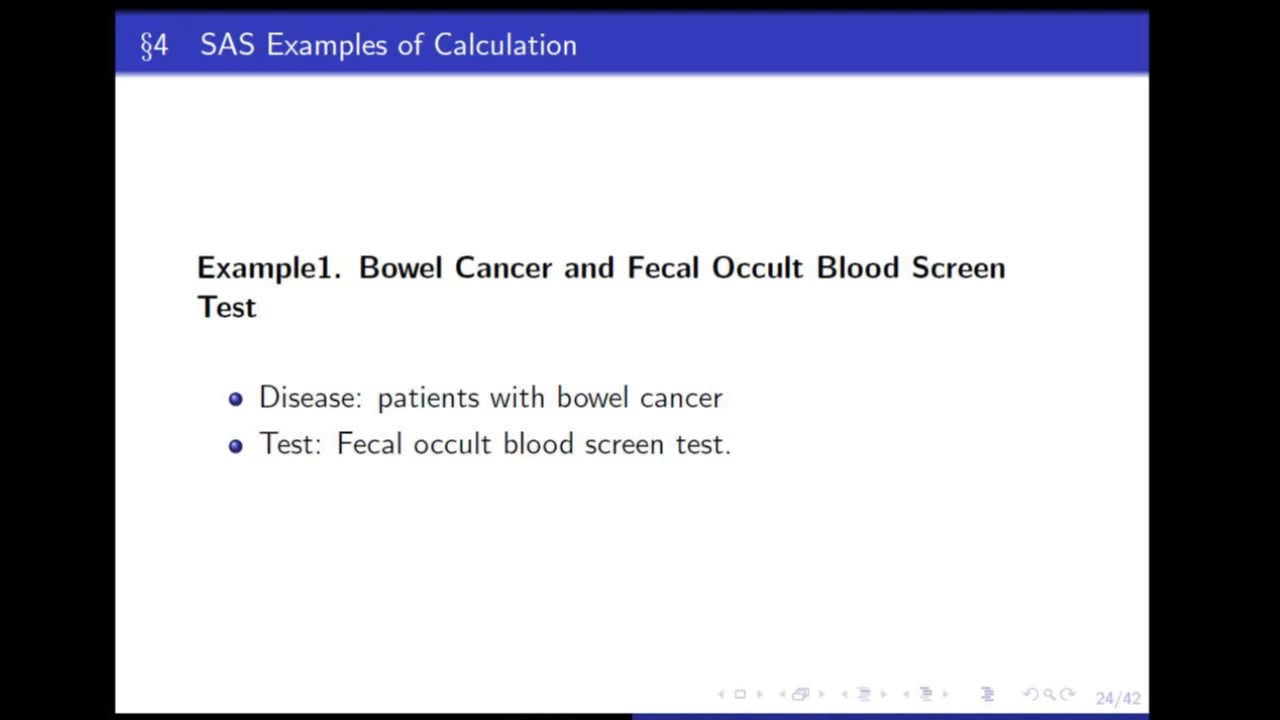 §4 SAS Examples of Calculation
Example1. Bowel Cancer and Fecal Occult Blood Screen
Test
Disease: patients with bowel cancer
Test: Fecal occult blood screen test.
24/42